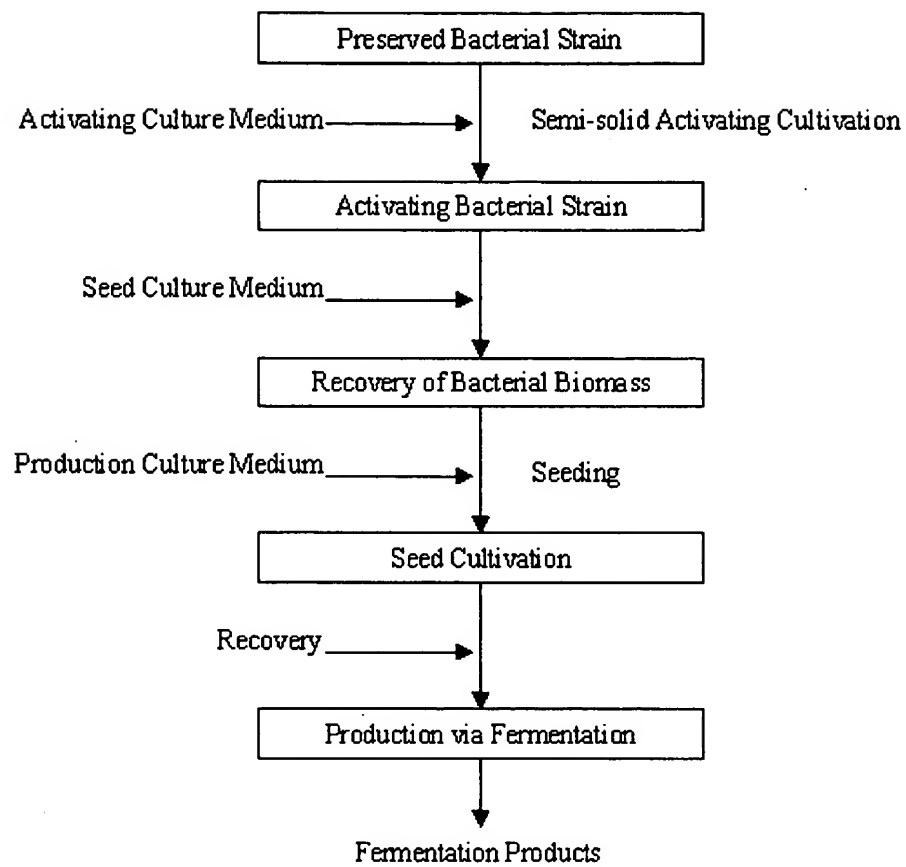 Preserved Bacterial Strain
Activating Culture Medium
Semi-solid Activating Cultivation
Activating Bacterial Strain
Seed Culture Medium
Recovery of Bacterial Biomass
Production Culture Medium
Seeding
Seed Cultivation
Recovery
Production via Fermentation
Fermentation Products